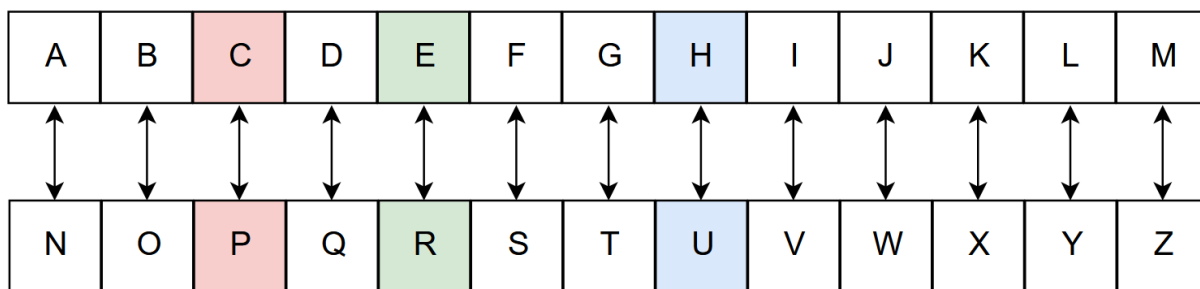 A B C D E F G H I J K L M
N O P Q R S T U V W X Y Z